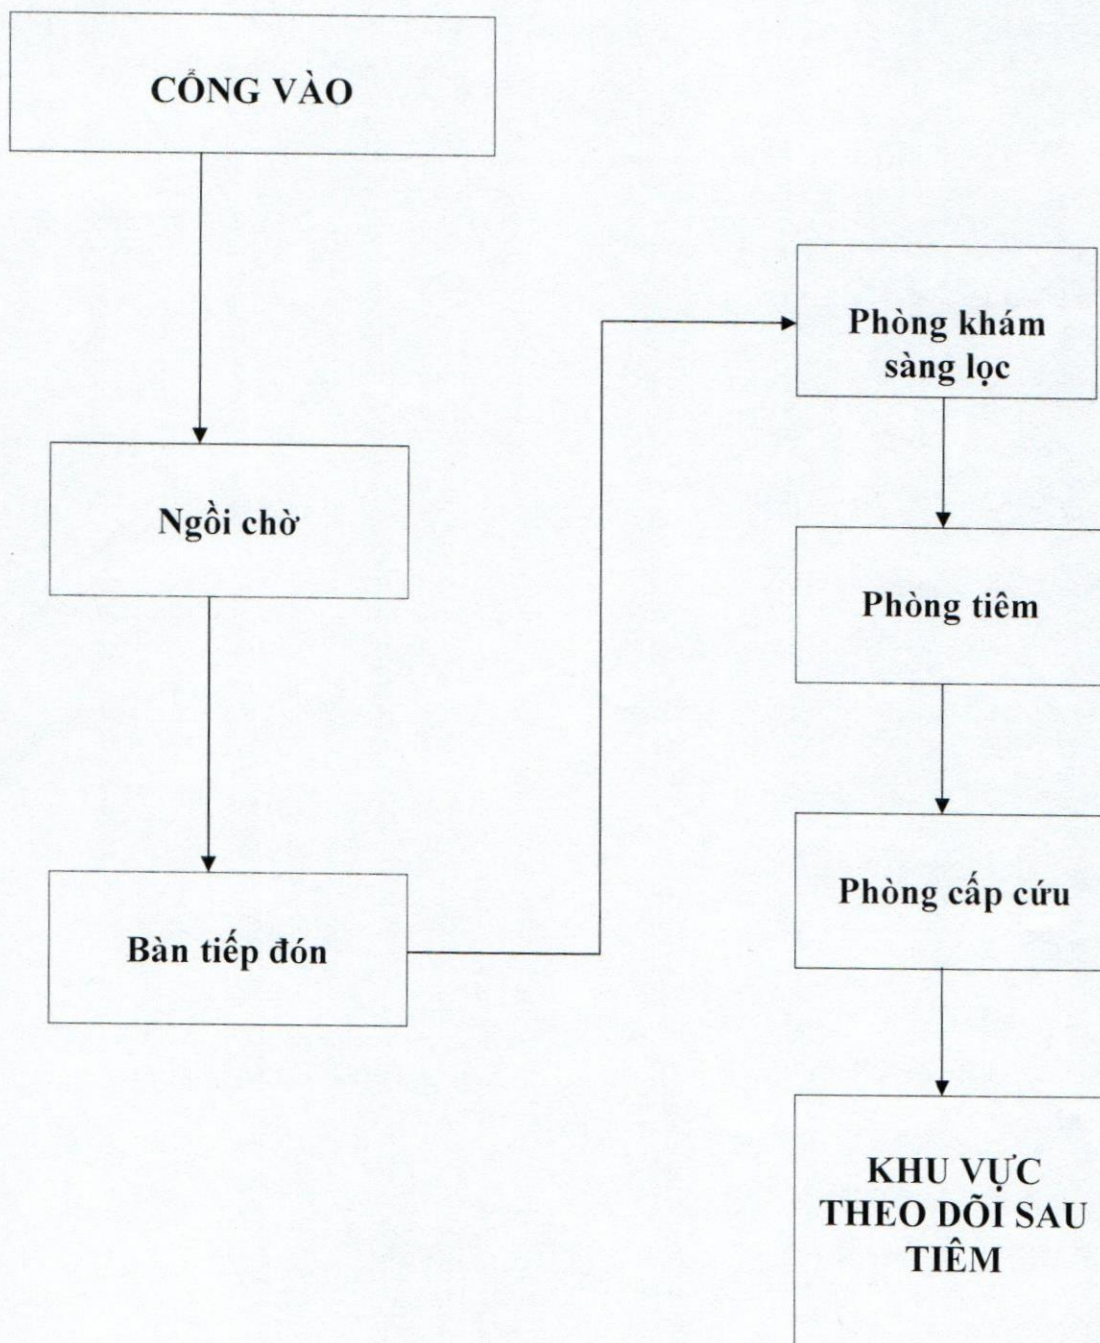 CỔNG VÀO
Ngồi chờ
Bàn tiếp đón
Phòng khám
sàng lọc
Phòng tiêm
Phòng cấp cứu
KHU VỰC
THEO DÕI SAU
TIÊM